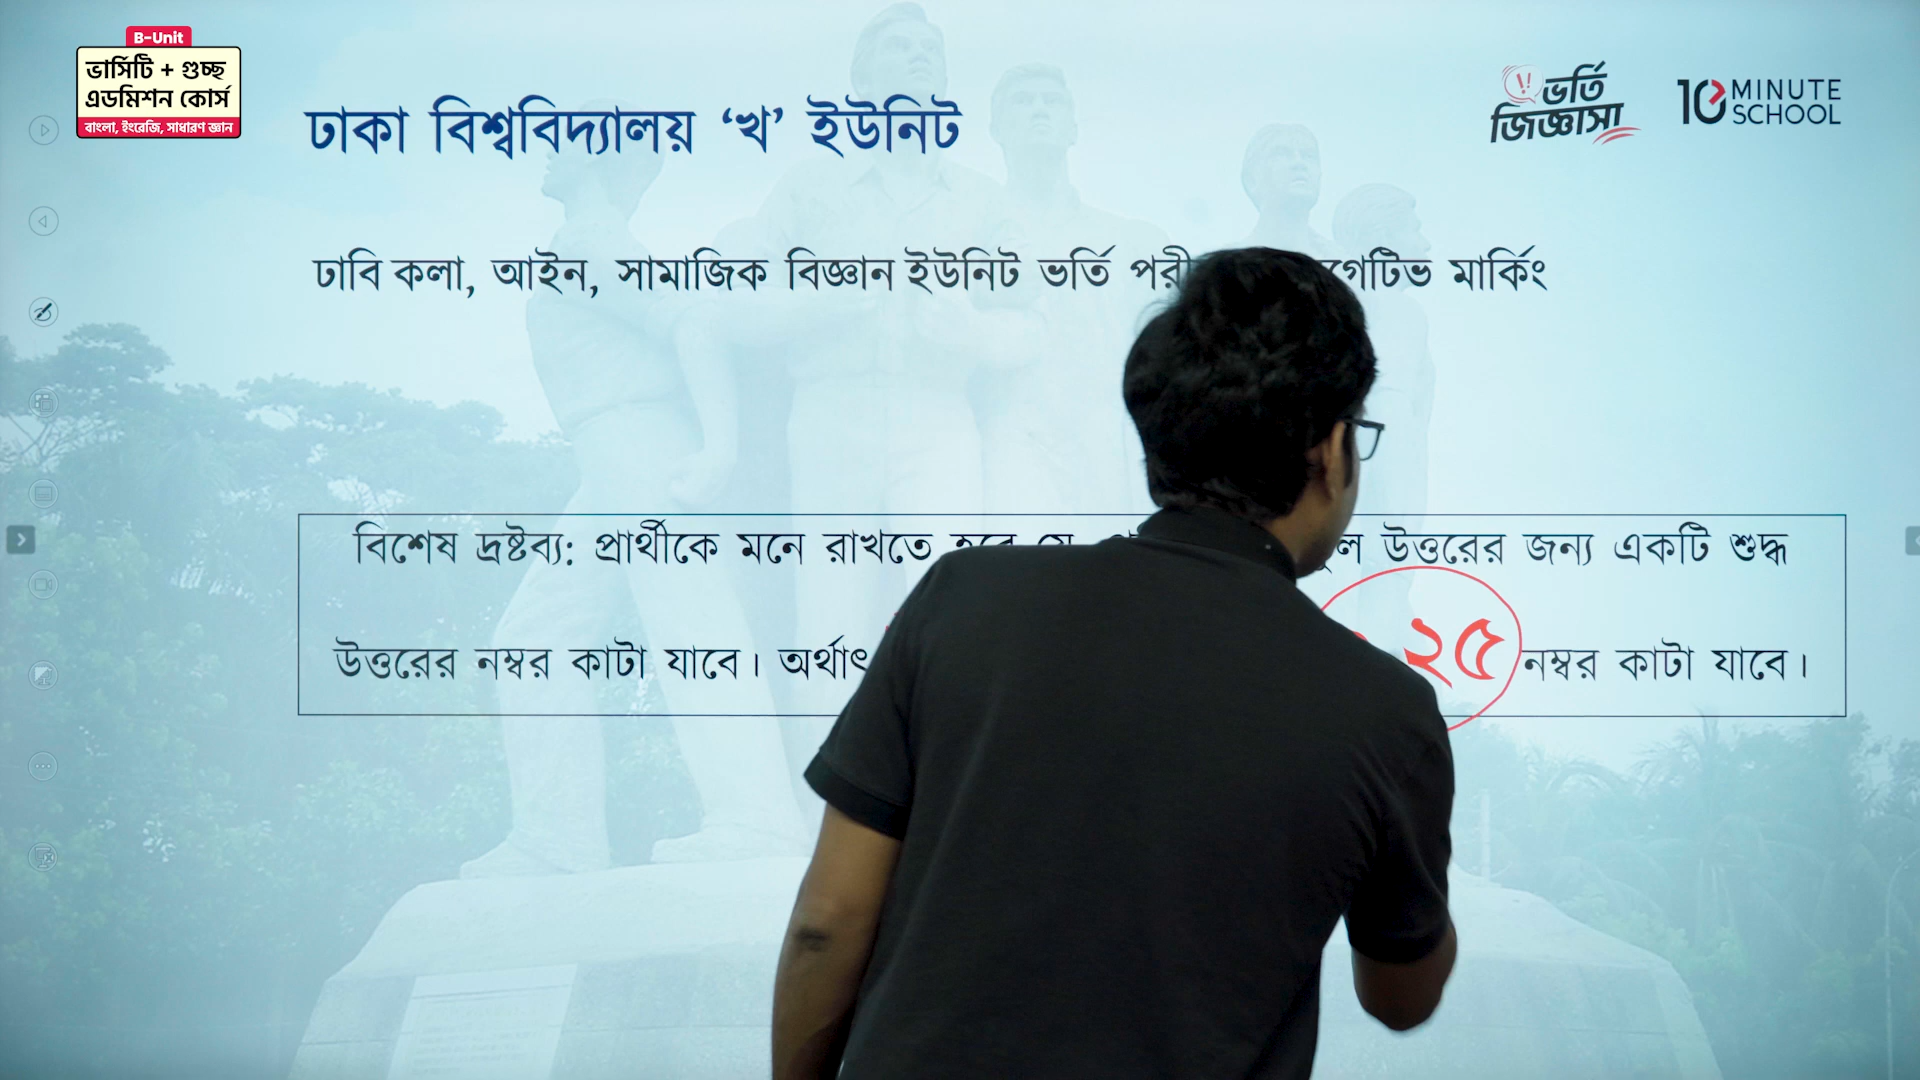 B-Unit
ভার্সিটি + গুচ্ছ
এডমিশন কোর্স
বাংলা, ইংরেজি, সাধারণ জ্ঞান
ঢাকা বিশ্ববিদ্যালয় ‘খ’ ইউনিট
ভর্তি
জিজ্ঞাসা
10 MINUTE
SCHOOL
ঢাবি কলা, আইন, সামাজিক বিজ্ঞান ইউনিট ভর্তি মার্কিং
বিশেষ দ্রষ্টব্য: প্রার্থীকে মনে রাখতে উত্তরের জন্য একটি শুদ্ধ
উত্তরের নম্বর কাটা যাবে। অর্থাৎ ২৫ নম্বর কাটা যাবে।